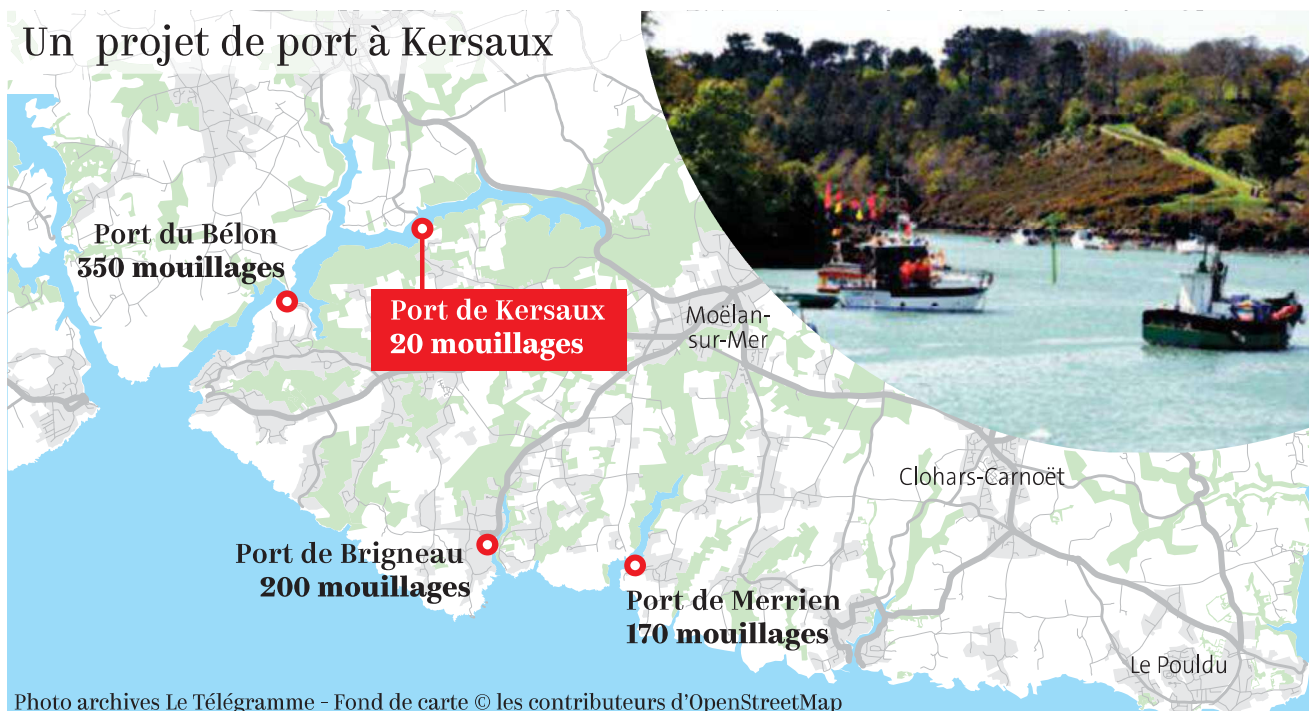 Un projet de port à Kersaux
Port du Bélon
350 mouillages
Port de Kersaux
20 mouillages
Moëlan-
sur-Mer
Clohars-Carnoët
Port de Brigneau
200 mouillages
Port de Merrien
170 mouillages
Le Pouldu
Photo archives Le Télégramme - Fond de carte © les contributeurs d'OpenStreetMap